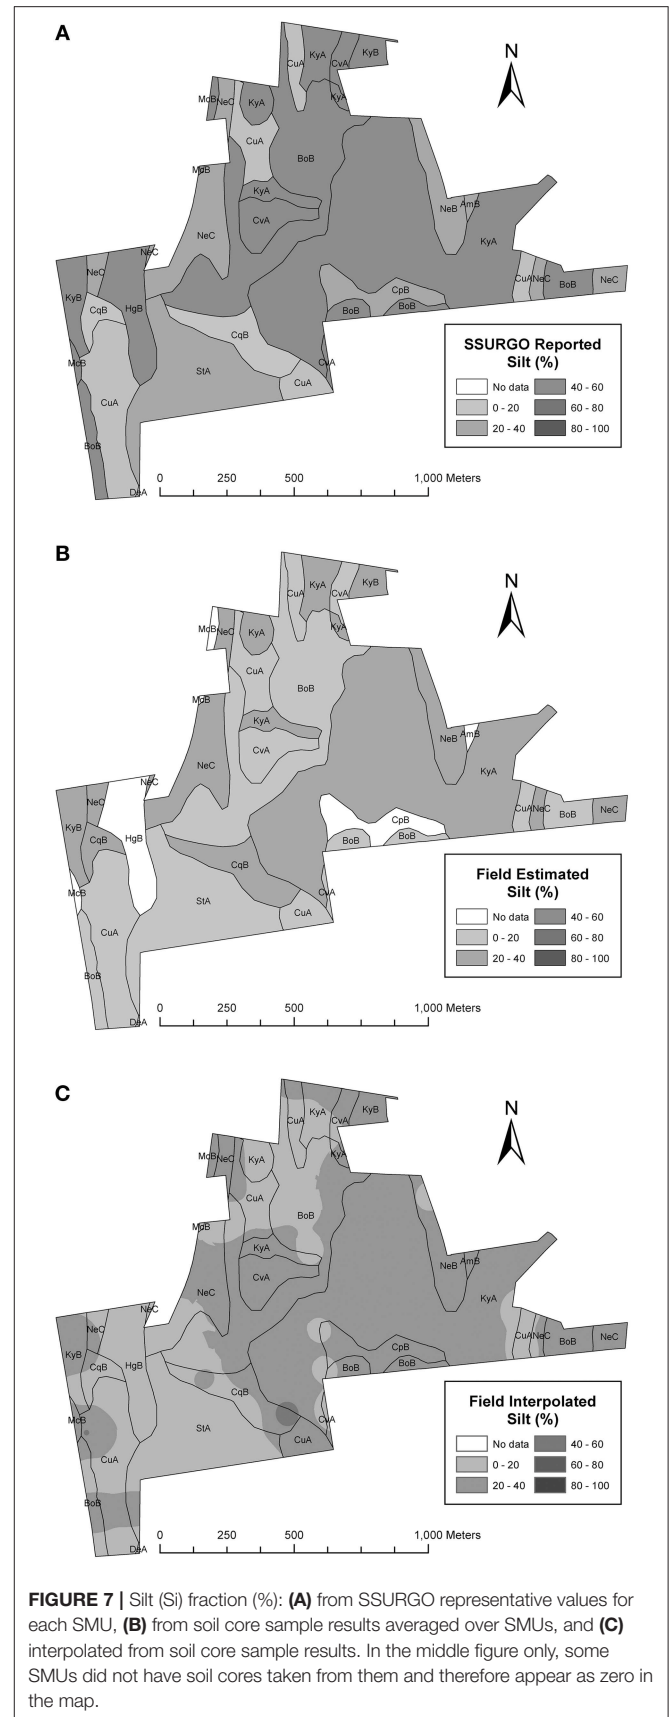 A
N
CuA KyA CvA KyB
McB NeC KyA KyA
CuA
BoB
McB
KyA
CvA
NeB AmB
NeC
KyA
NeC
NeC
KyB CqB HgB
CpB
CuA NeC BoB NeC
BoB BoB
CqB
McB
StA
CvA
CuA
CuA
BoB
DeA
SSURGO Reported
Silt (%)
No data 40 - 60
0 - 20 60 - 80
20 - 40 80 - 100
0 250 500 1,000 Meters
B
N
CuA KyA CvA KyB
McB NeC KyA KyA
CuA
BoB
McB
KyA
CvA
NeB AmB
NeC
KyA
NeC
NeC
KyB CqB HgB
CpB
CuA NeC BoB NeC
BoB BoB
CqB
McB
StA
CvA
CuA
CuA
BoB
DeA
Field Estimated
Silt (%)
No data 40 - 60
0 - 20 60 - 80
20 - 40 80 - 100
0 250 500 1,000 Meters
C
N
CuA KyA CvA KyB
McB NeC KyA KyA
CuA
BoB
McB
KyA
CvA
NeB AmB
NeC
KyA
NeC
NeC
KyB CqB HgB
CpB
CuA NeC BoB NeC
BoB BoB
CqB
McB
StA
CvA
CuA
CuA
BoB
DeA
Field Interpolated
Silt (%)
No data 40 - 60
0 - 20 60 - 80
20 - 40 80 - 100
0 250 500 1,000 Meters
FIGURE 7 | Silt (Si) fraction (%): (A) from SSURGO representative values for
each SMU, (B) from soil core sample results averaged over SMUs, and (C)
interpolated from soil core sample results. In the middle figure only, some
SMUs did not have soil cores taken from them and therefore appear as zero in
the map.